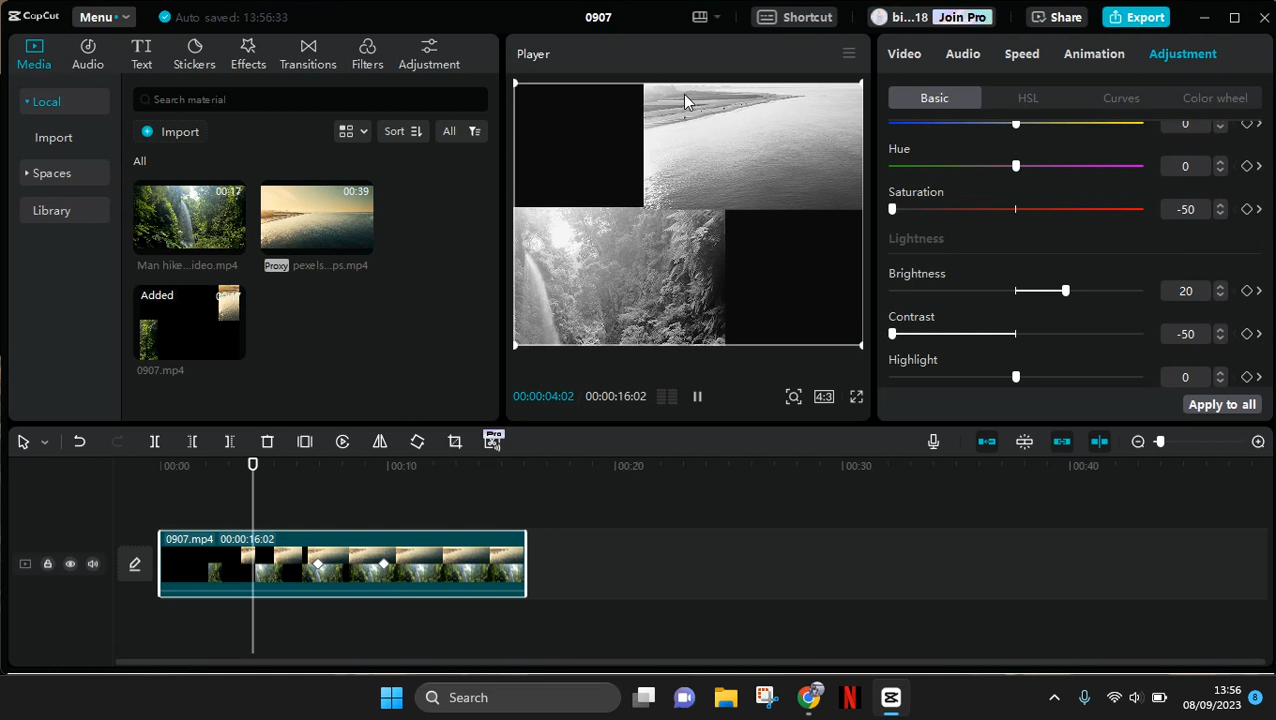 CapCut
Menu
Auto saved: 13:56:33
0907
Shortcut
bi...18
Join Pro
Share
Export
Media
Audio
Text
Stickers
Effects
Transitions
Filters
Adjustment
Local
Import
Spaces
Library
Search material
Import
Sort
All
All
00:17
Man hike...ideo.mp4
00:39
Proxy
pexels...ps.mp4
Added
0907.mp4
Player
00:00:04:02
00:00:16:02
4:3
Video
Audio
Speed
Animation
Adjustment
Basic
HSL
Curves
Color wheel
0
Hue
0
Saturation
-50
Lightness
Brightness
20
Contrast
-50
Highlight
0
Apply to all
Pro
00:00
00:10
00:20
00:30
00:40
0907.mp4 00:00:16:02
Search
N
13:56
08/09/2023
8